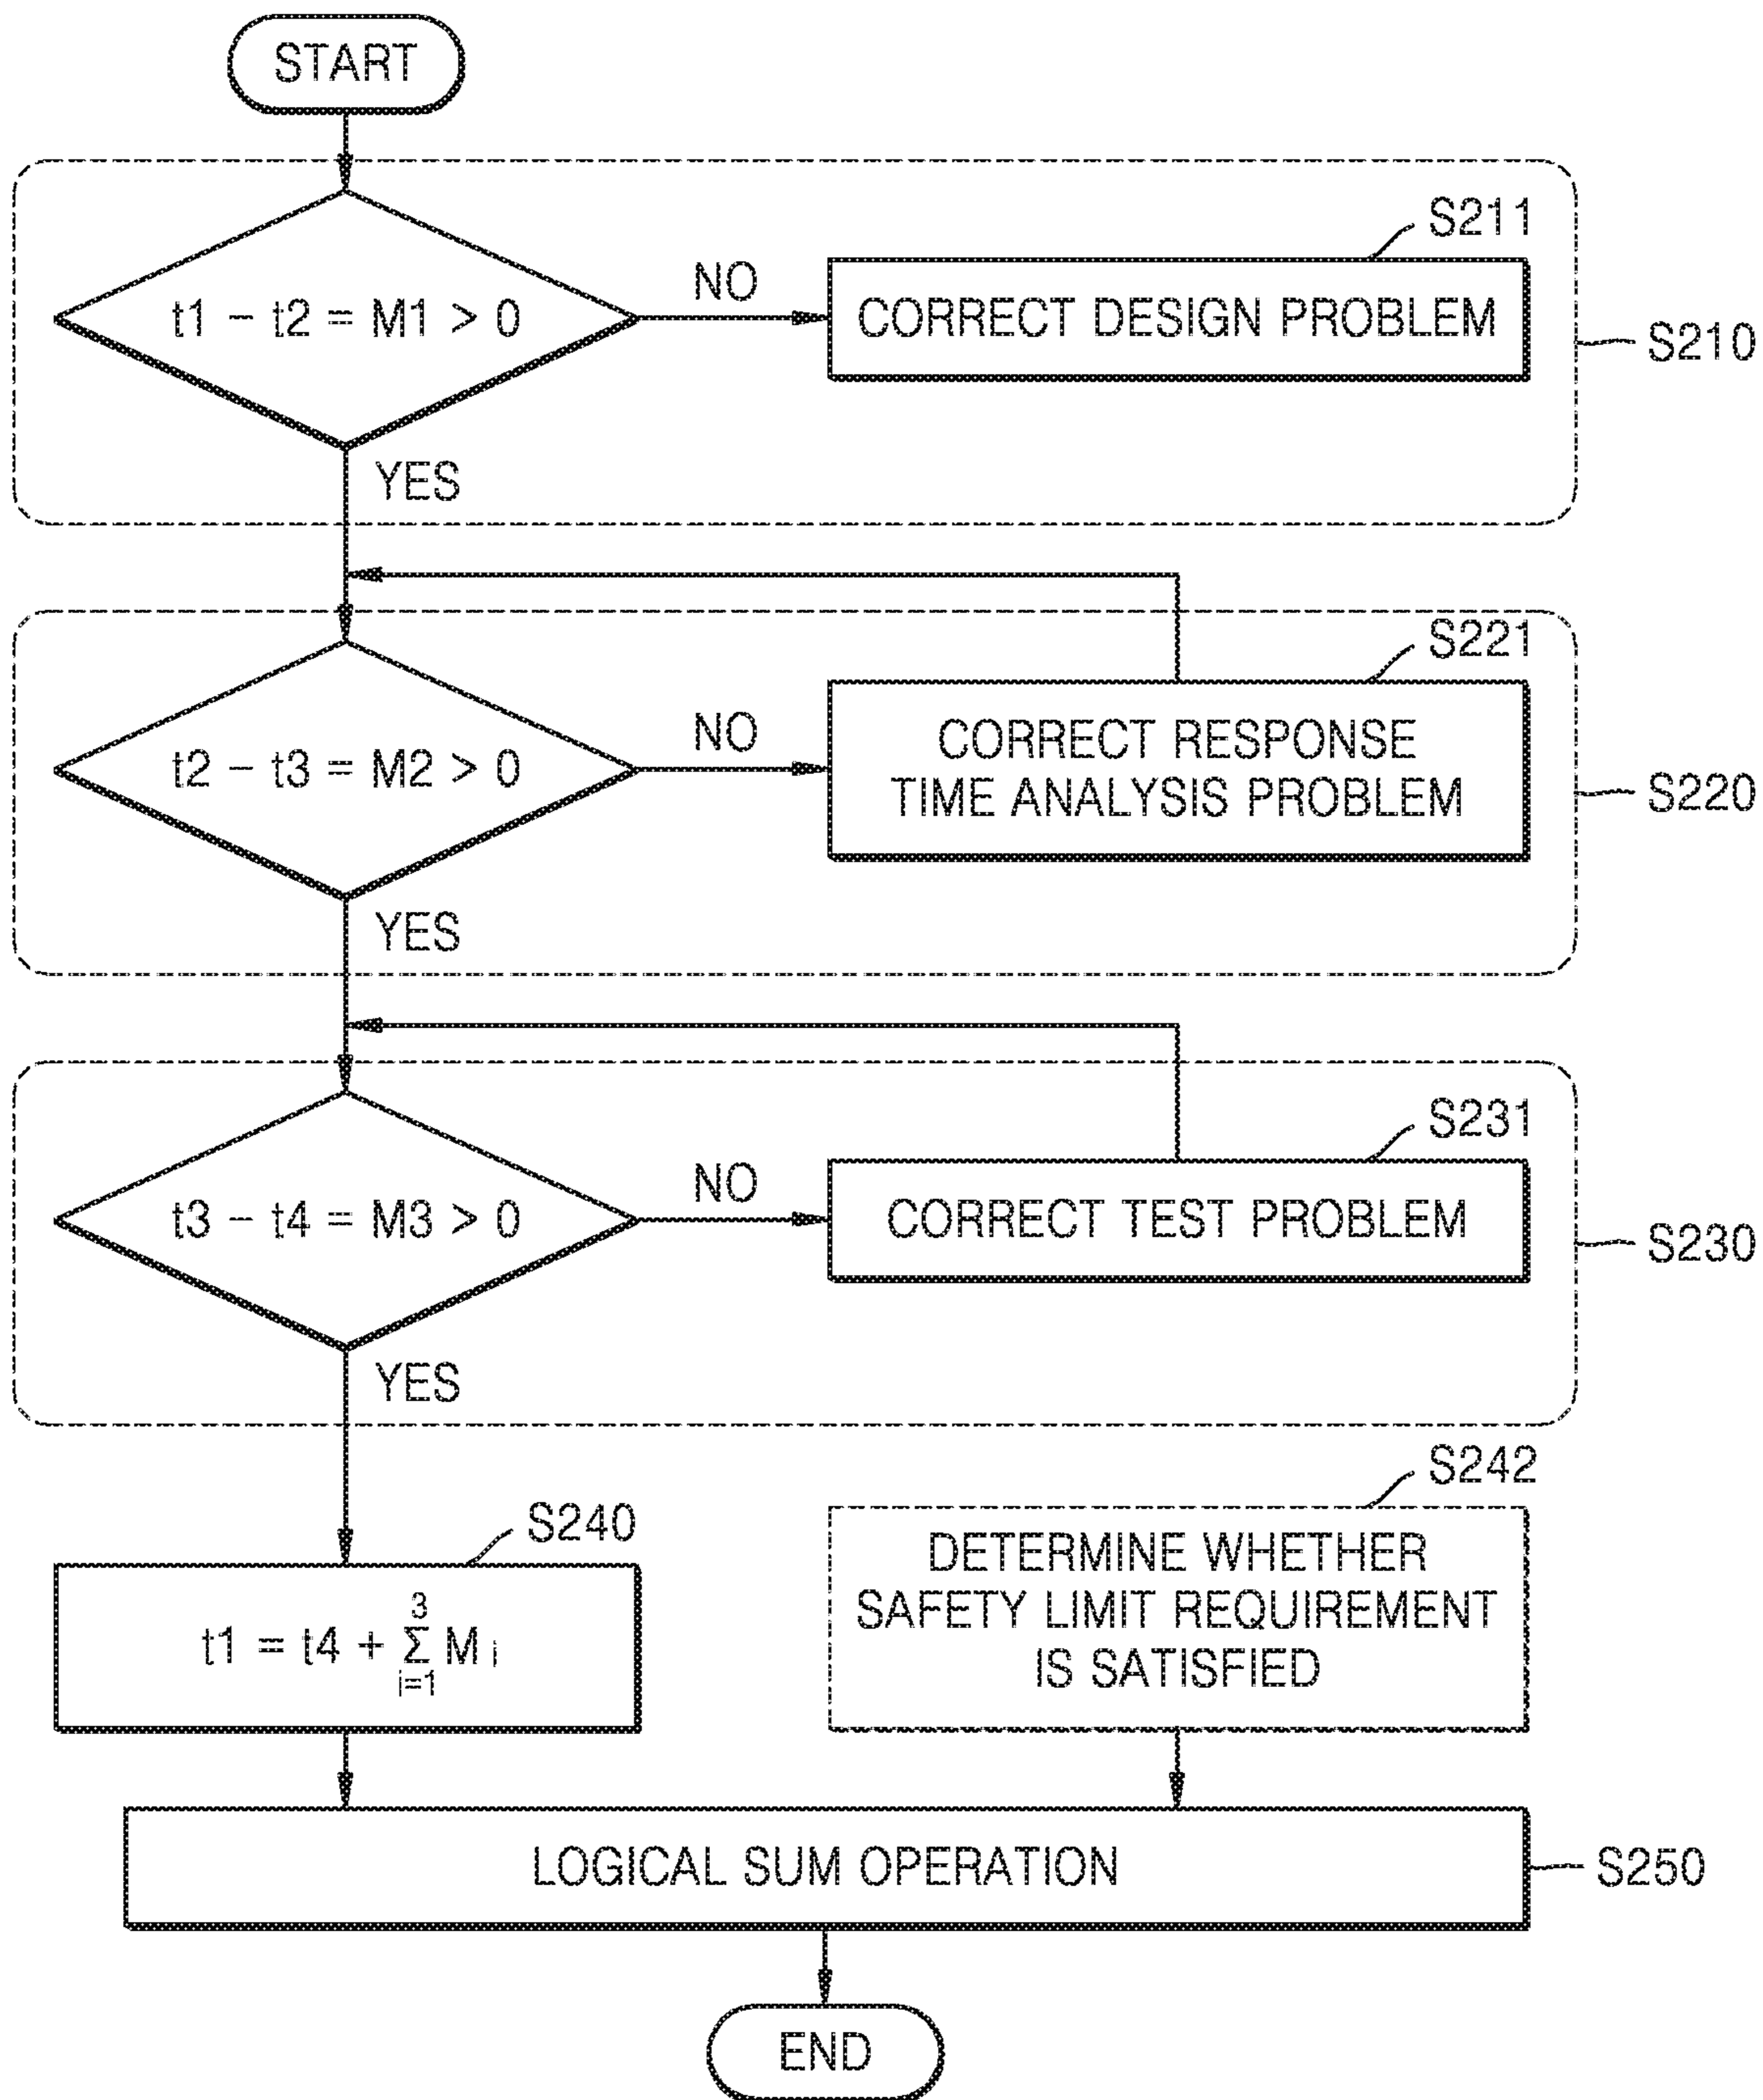 START
S211
t1 – t2 = M1 > 0
NO
CORRECT DESIGN PROBLEM
S210
YES
S221
t2 – t3 = M2 > 0
NO
CORRECT RESPONSE
TIME ANALYSIS PROBLEM
S220
YES
S231
t3 – t4 = M3 > 0
NO
CORRECT TEST PROBLEM
S230
YES
S240
t1 = t4 + 3 Σ i=1 M i
S242
DETERMINE WHETHER
SAFETY LIMIT REQUIREMENT
IS SATISFIED
LOGICAL SUM OPERATION
S250
END